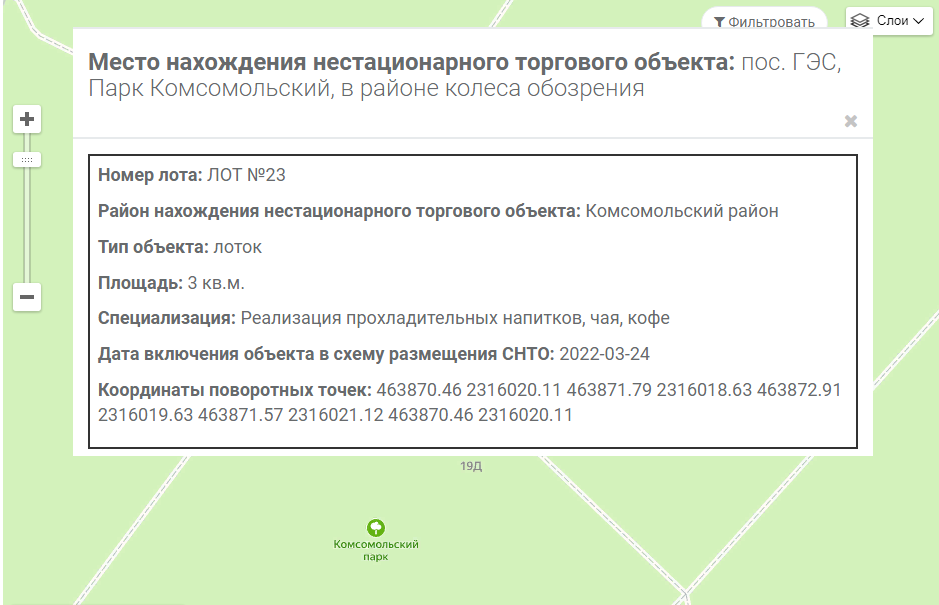 Фильтровать
Слои
Место нахождения нестационарного торгового объекта: пос. ГЭС,
Парк Комсомольский, в районе колеса обозрения
Номер лота: ЛОТ №23
Район нахождения нестационарного торгового объекта: Комсомольский район
Тип объекта: лоток
Площадь: 3 кв.м.
Специализация: Реализация прохладительных напитков, чая, кофе
Дата включения объекта в схему размещения СНТО: 2022-03-24
Координаты поворотных точек: 463870.46 2316020.11 463871.79 2316018.63 463872.91
2316019.63 463871.57 2316021.12 463870.46 2316020.11
19Д
Комсомольский
парк